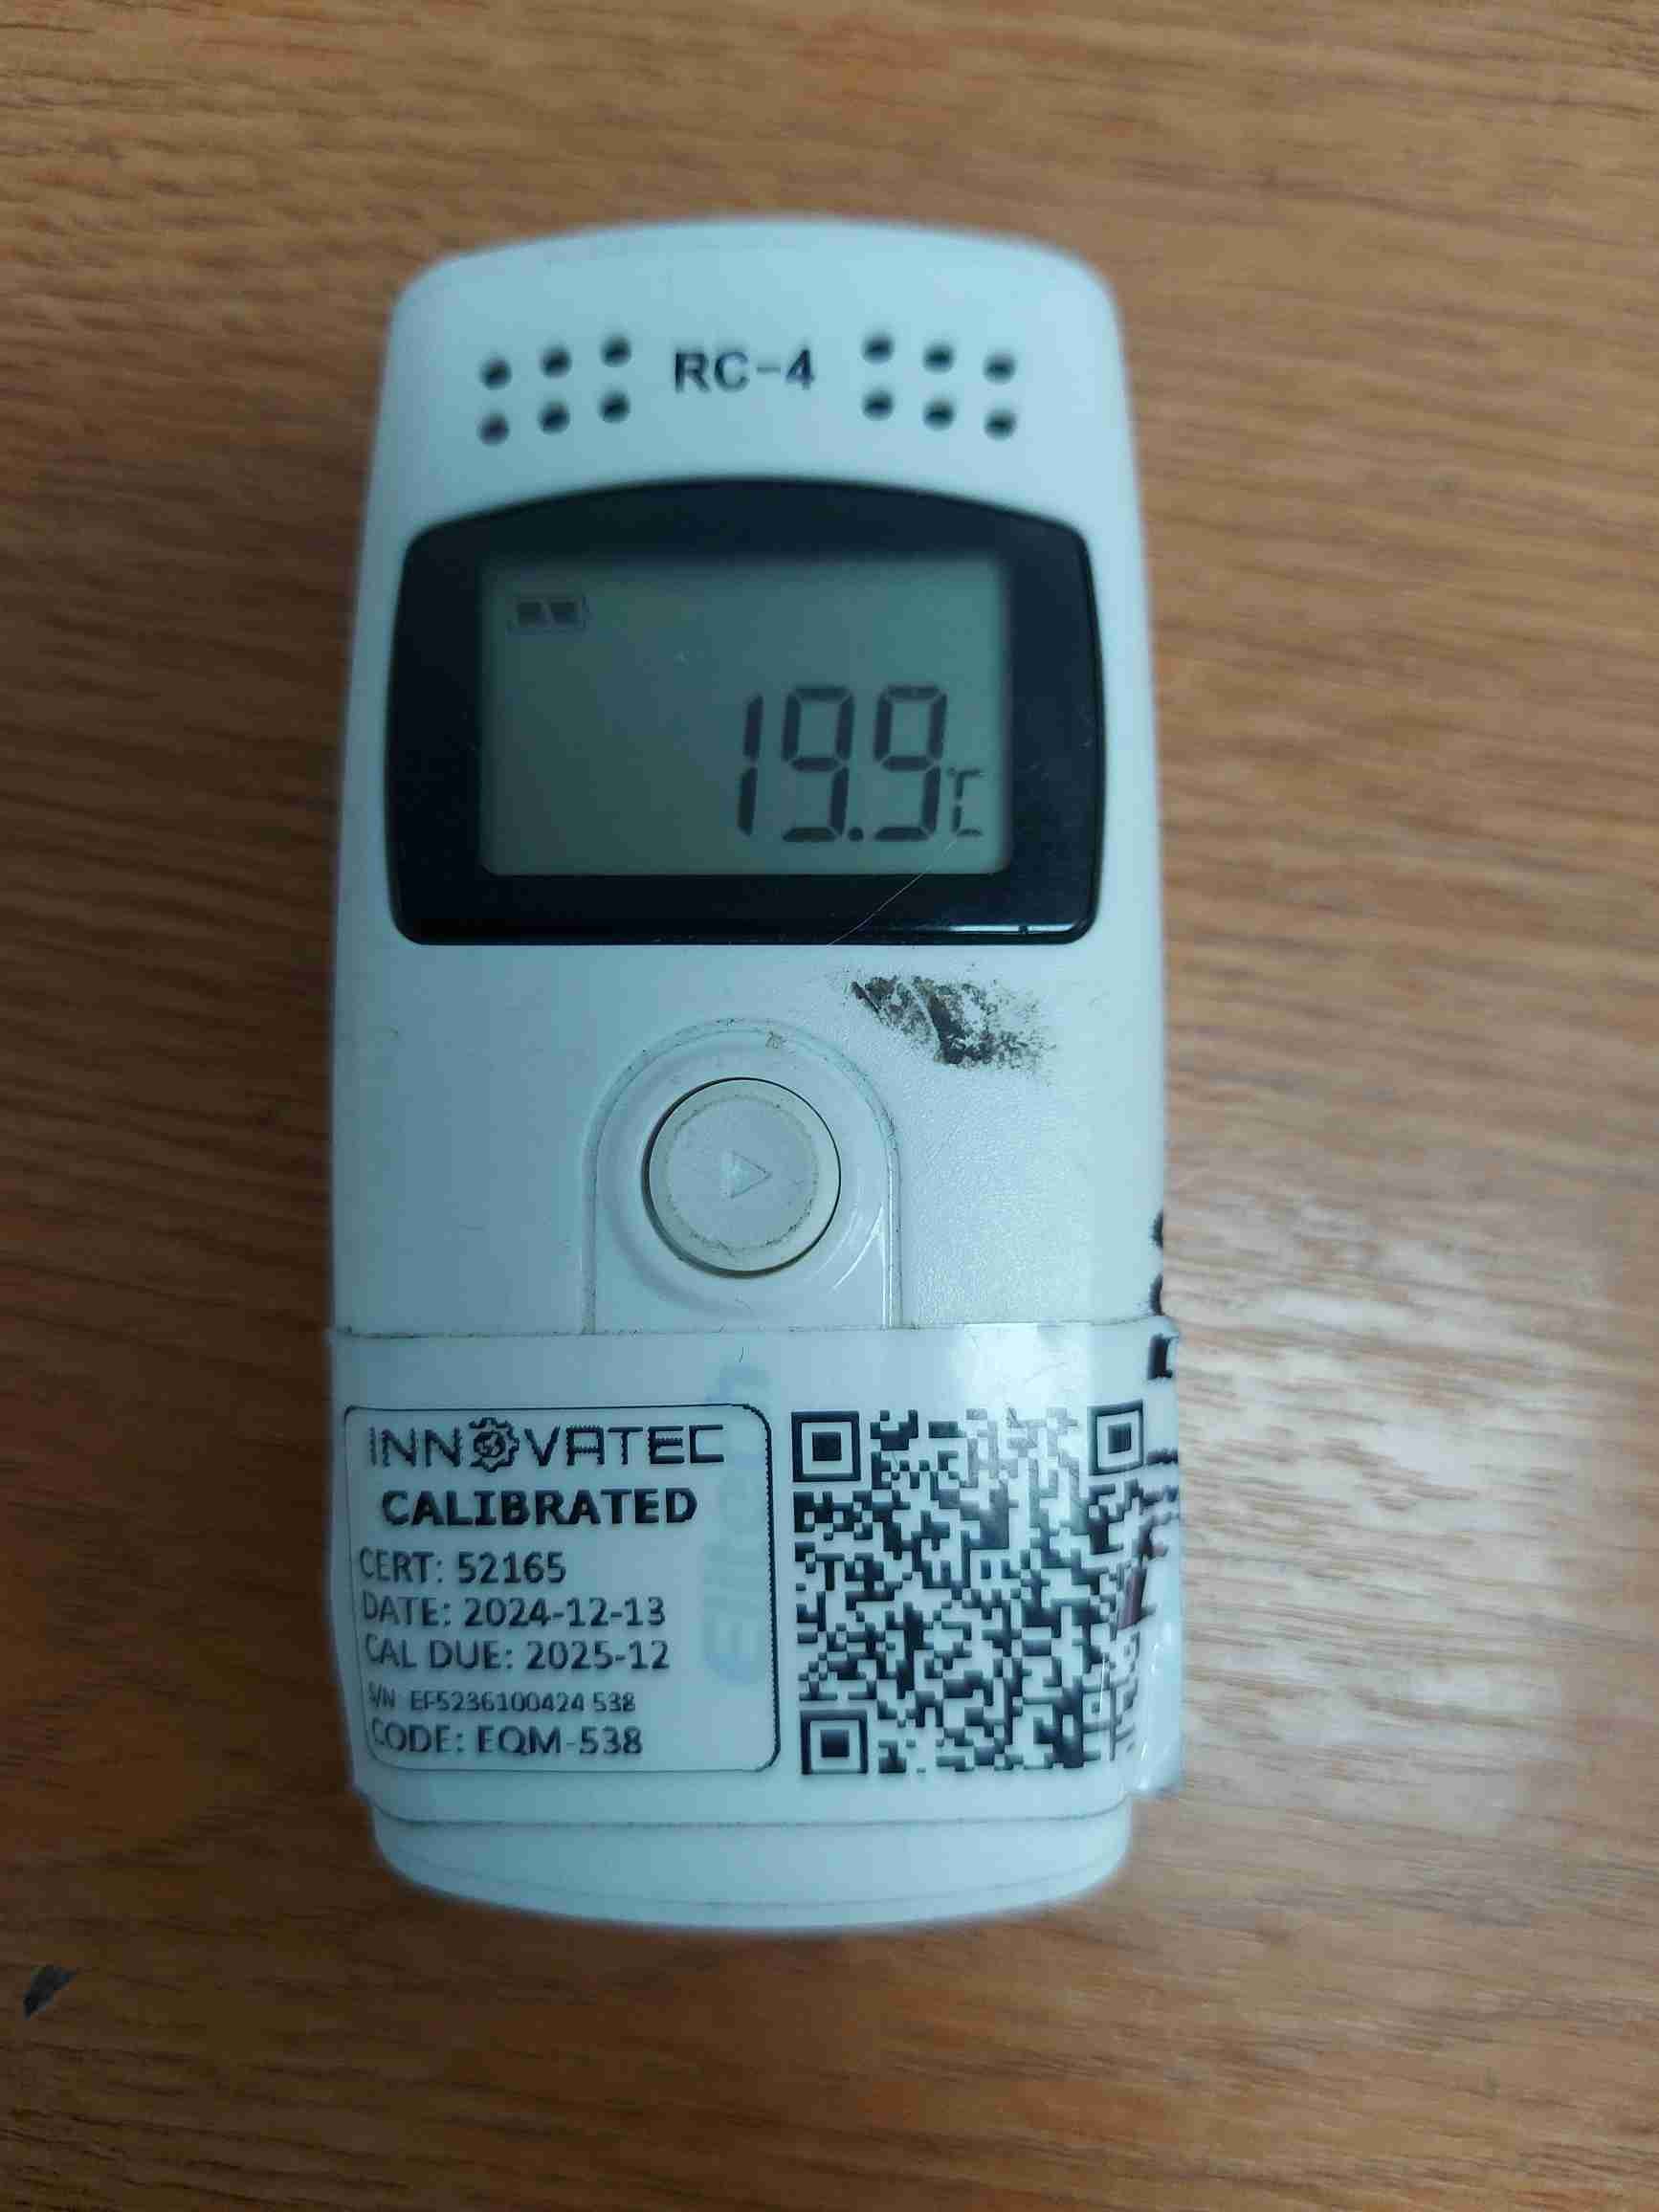 RC-4
19.9℃
INNOVATEC
CALIBRATED
CERT: 52165
DATE: 2024-12-13
CAL DUE: 2025-12
S/N EF5236100424 538
CODE: EQM-538